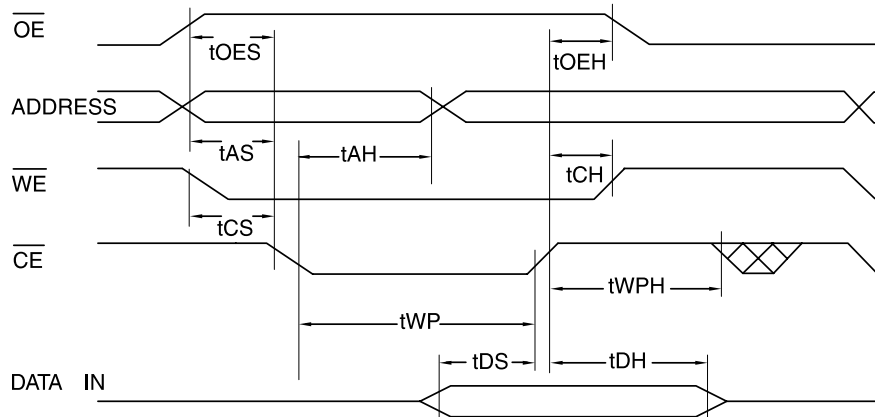 OE
tOES
tOEH
ADDRESS
tAS
tAH
tCH
WE
tCS
CE
tWPH
tWP
tDS
tDH
DATA IN